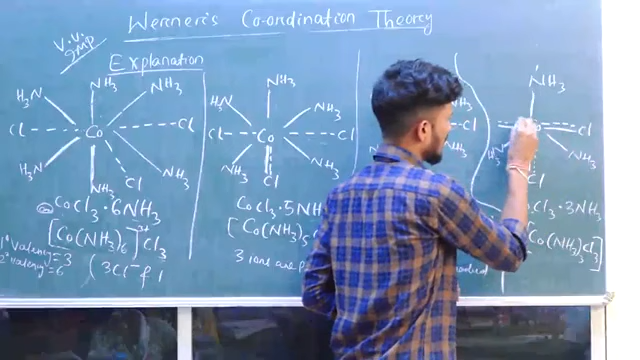 Werner's Co-ordination Theory
V.V. Imp
Explanation
H3N NH3 NH3
Cl Co Cl
H3N NH3 Cl NH3
CoCl3·6NH3
[Co(NH3)6]3+ Cl3
1° Valency = 3
2° Valency = 6
NH3
H3N NH3
Cl Co Cl
NH3 NH3
Cl
CoCl3·5NH
[Co(NH3)5
3 ions are
NH3
Cl
NH3
Cl
NH3
Cl
Cl3·3NH3
[Co(NH3)3Cl3]